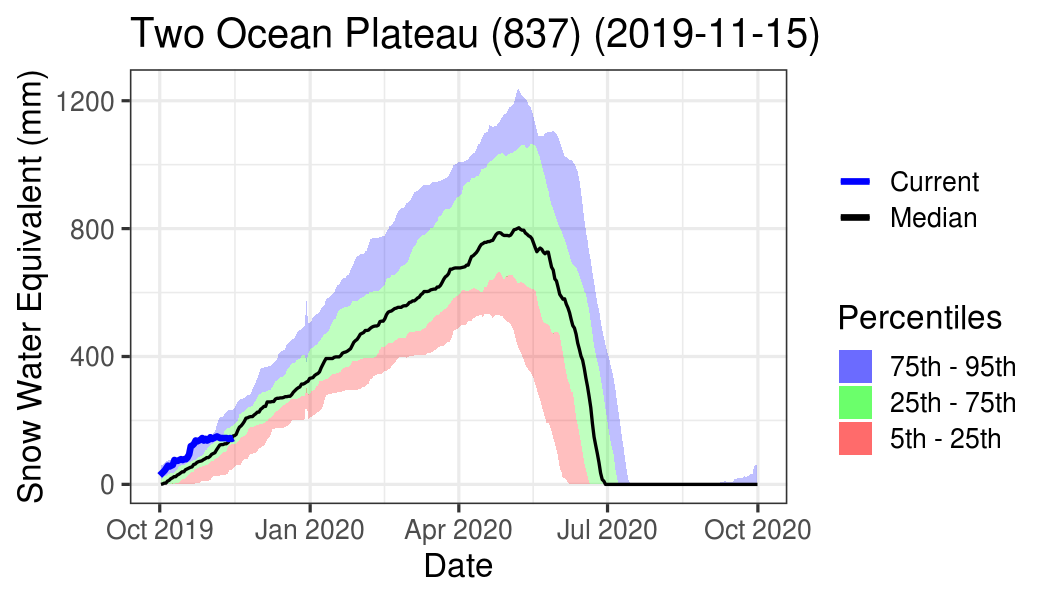 Two Ocean Plateau (837) (2019-11-15)
Snow Water Equivalent (mm)
1200
800
400
0
Oct 2019 Jan 2020 Apr 2020 Jul 2020 Oct 2020
Date
Current
Median
Percentiles
75th - 95th
25th - 75th
5th - 25th